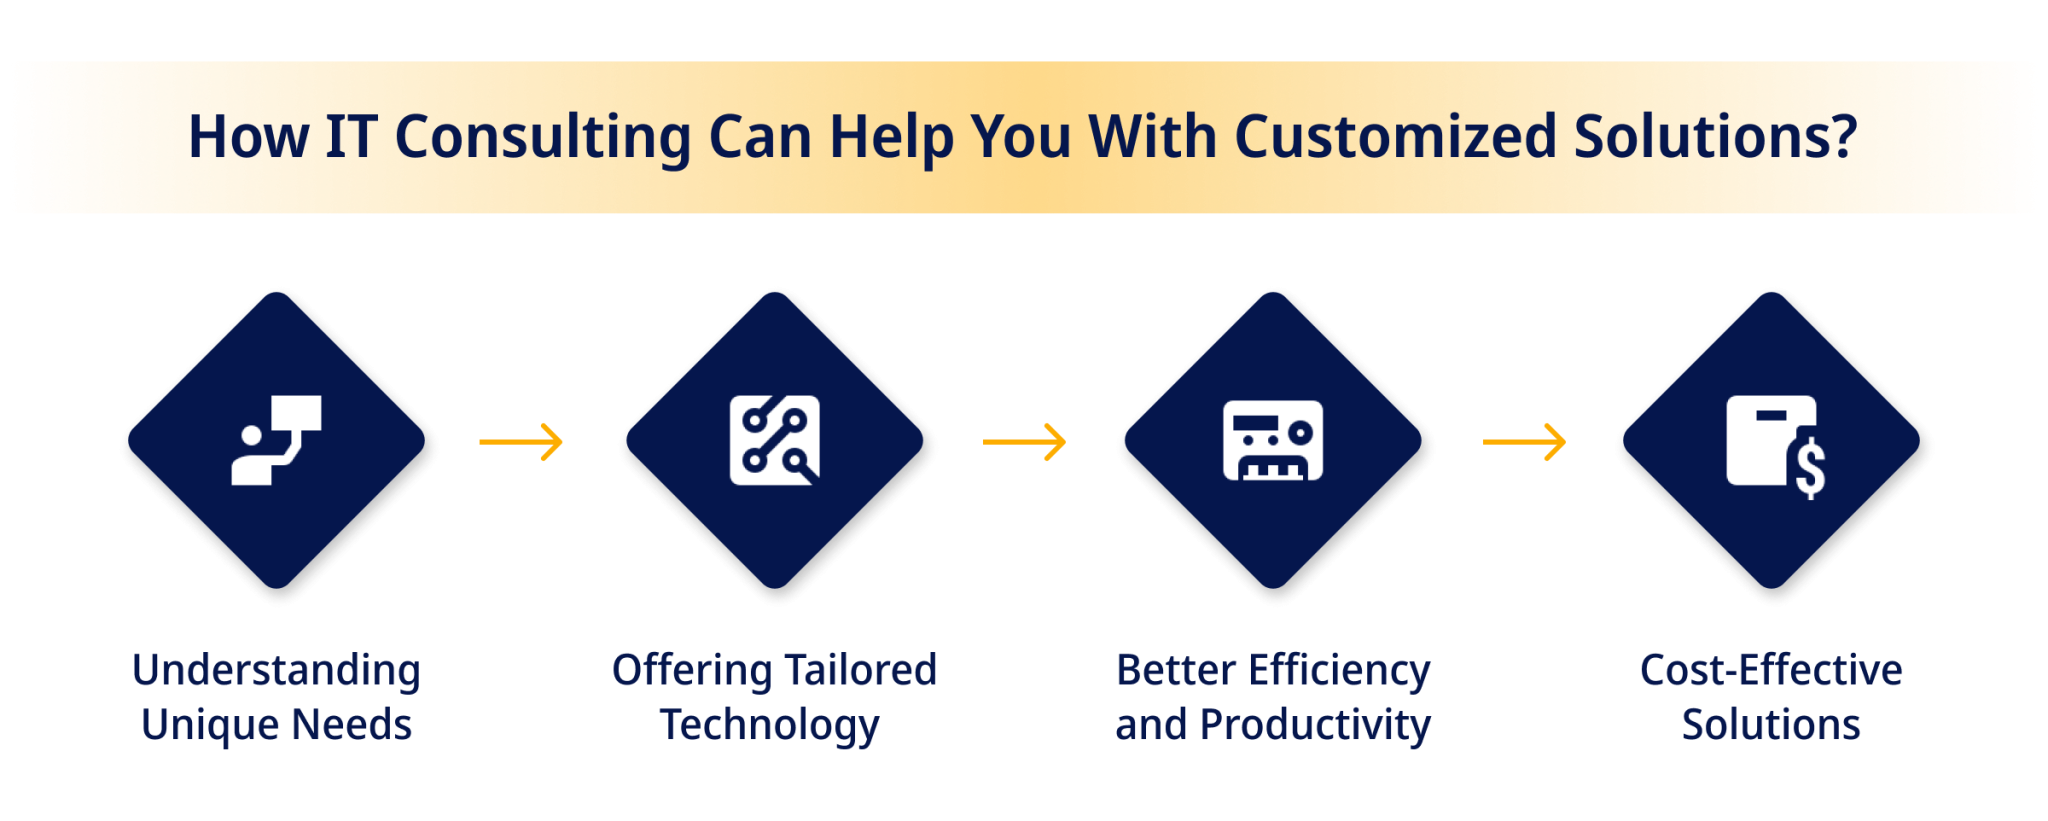 How IT Consulting Can Help You With Customized Solutions?
Understanding
Unique Needs
Offering Tailored
Technology
Better Efficiency
and Productivity
Cost-Effective
Solutions